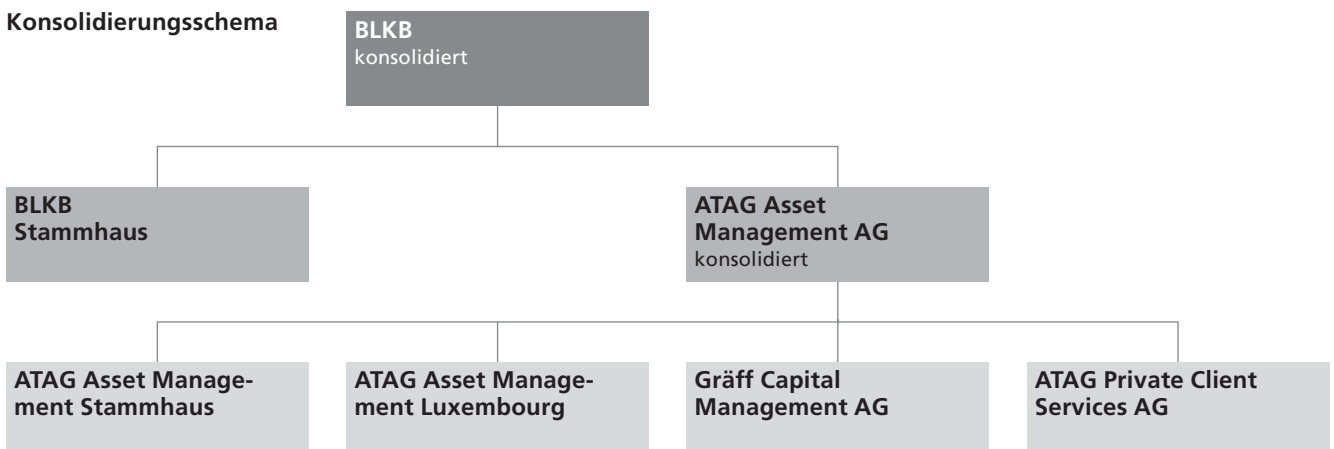 Konsolidierungsschema
BLKB
konsolidiert
BLKB
Stammhaus
ATAG Asset
Management AG
konsolidiert
ATAG Asset Manage-
ment Stammhaus
ATAG Asset Manage-
ment Luxembourg
Gräff Capital
Management AG
ATAG Private Client
Services AG